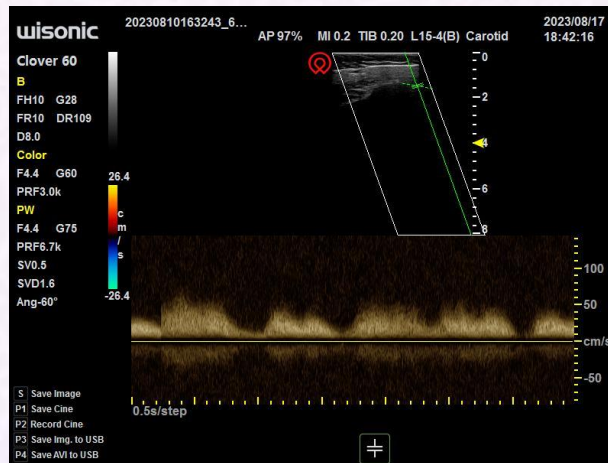 wisonic
20230810163243_6...
2023/08/17
AP 97% MI 0.2 TIB 0.20 L15-4(B) Carotid
18:42:16
Clover 60
B
FH10 G28
FR10 DR109
D8.0
Color
F4.4 G60
PRF3.0k
PW
F4.4 G75
PRF6.7k
SV0.5
SVD1.6
Ang-60°
26.4
c
m
/
s
-26.4
0
2
4
6
8
100
50
cm/s
-50
0.5s/step
S Save Image
P1 Save Cine
P2 Record Cine
P3 Save Img. to USB
P4 Save AVI to USB